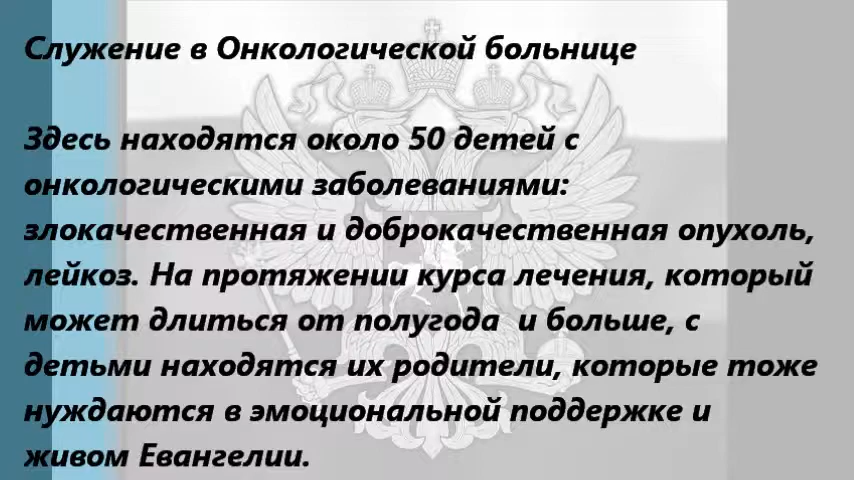 Служение в Онкологической больнице
Здесь находятся около 50 детей с
онкологическими заболеваниями:
злокачественная и доброкачественная опухоль,
лейкоз. На протяжении курса лечения, который
может длиться от полугода и больше, с
детьми находятся их родители, которые тоже
нуждаются в эмоциональной поддержке и
живом Евангелии.